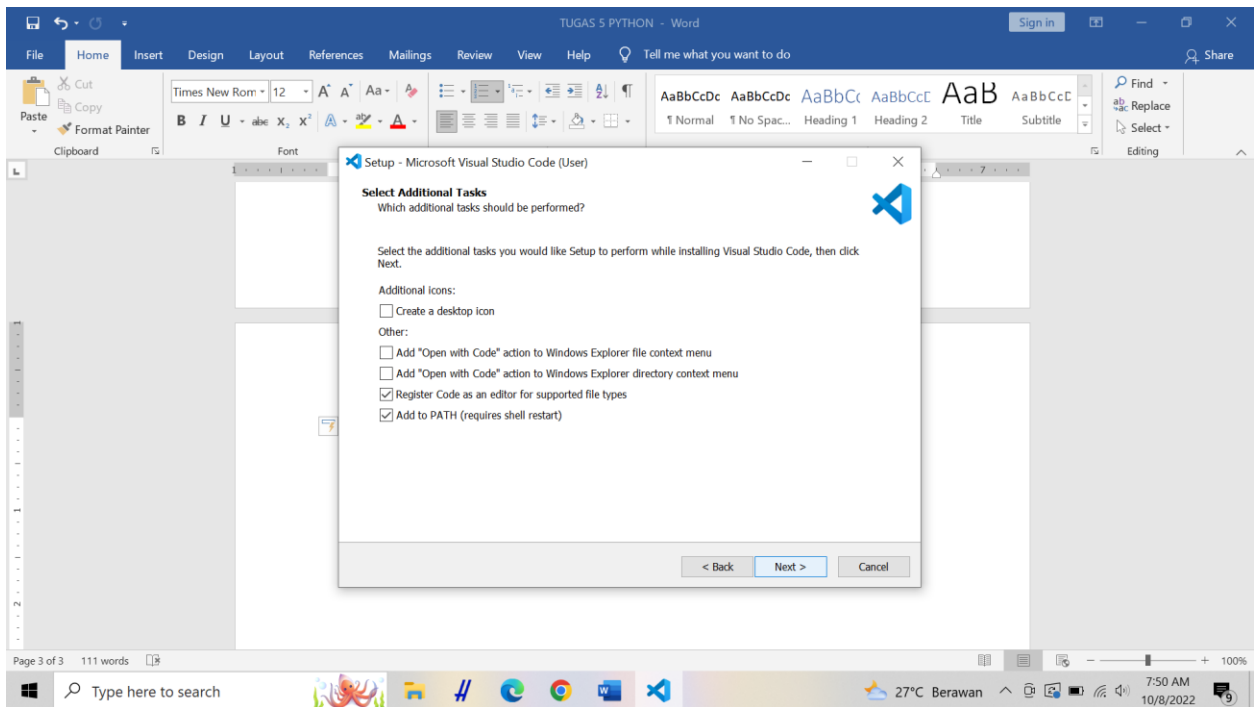 TUGAS 5 PYTHON - Word
Sign in
File Home Insert Design Layout References Mailings Review View Help Tell me what you want to do Share
Paste
Cut
Copy
Format Painter
Clipboard
Times New Rom 12
Font
AaBbCcDc AaBbCcDc AaBbCc AaBbCcE AaB AaBbCcD
¶ Normal ¶ No Spac... Heading 1 Heading 2 Title Subtitle
Find
Replace
Select
Editing
Setup - Microsoft Visual Studio Code (User)
Select Additional Tasks
Which additional tasks should be performed?
Select the additional tasks you would like Setup to perform while installing Visual Studio Code, then click
Next.
Additional icons:
Create a desktop icon
Other:
Add "Open with Code" action to Windows Explorer file context menu
Add "Open with Code" action to Windows Explorer directory context menu
Register Code as an editor for supported file types
Add to PATH (requires shell restart)
< Back Next > Cancel
Page 3 of 3 111 words
100%
Type here to search
27°C Berawan
7:50 AM
10/8/2022
9